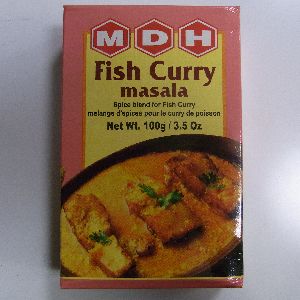 MDH
Fish Curry
masala
Spice blend for Fish Curry
melange d'épices pour le curry de poisson
Net Wt. 100g / 3.5 Oz